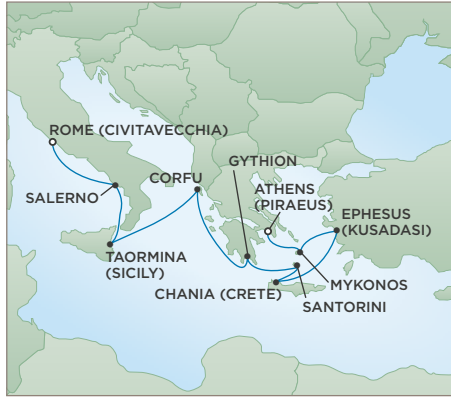 ROME (CIVITAVECCHIA)
GYTHION
CORFU
ATHENS
(PIRAEUS)
SALERNO
EPHESUS
(KUSADASI)
TAORMINA
(SICILY)
MYKONOS
CHANIA (CRETE)
SANTORINI